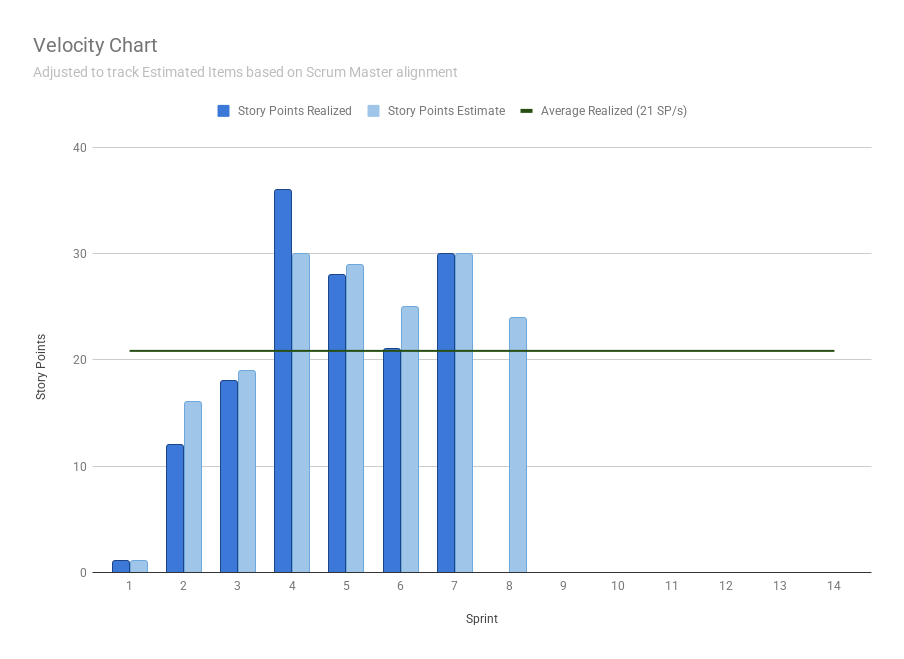 Velocity Chart
Adjusted to track Estimated Items based on Scrum Master alignment
Story Points Realized Story Points Estimate Average Realized (21 SP/s)
40
30
20
10
0
Story Points
1 2 3 4 5 6 7 8 9 10 11 12 13 14
Sprint